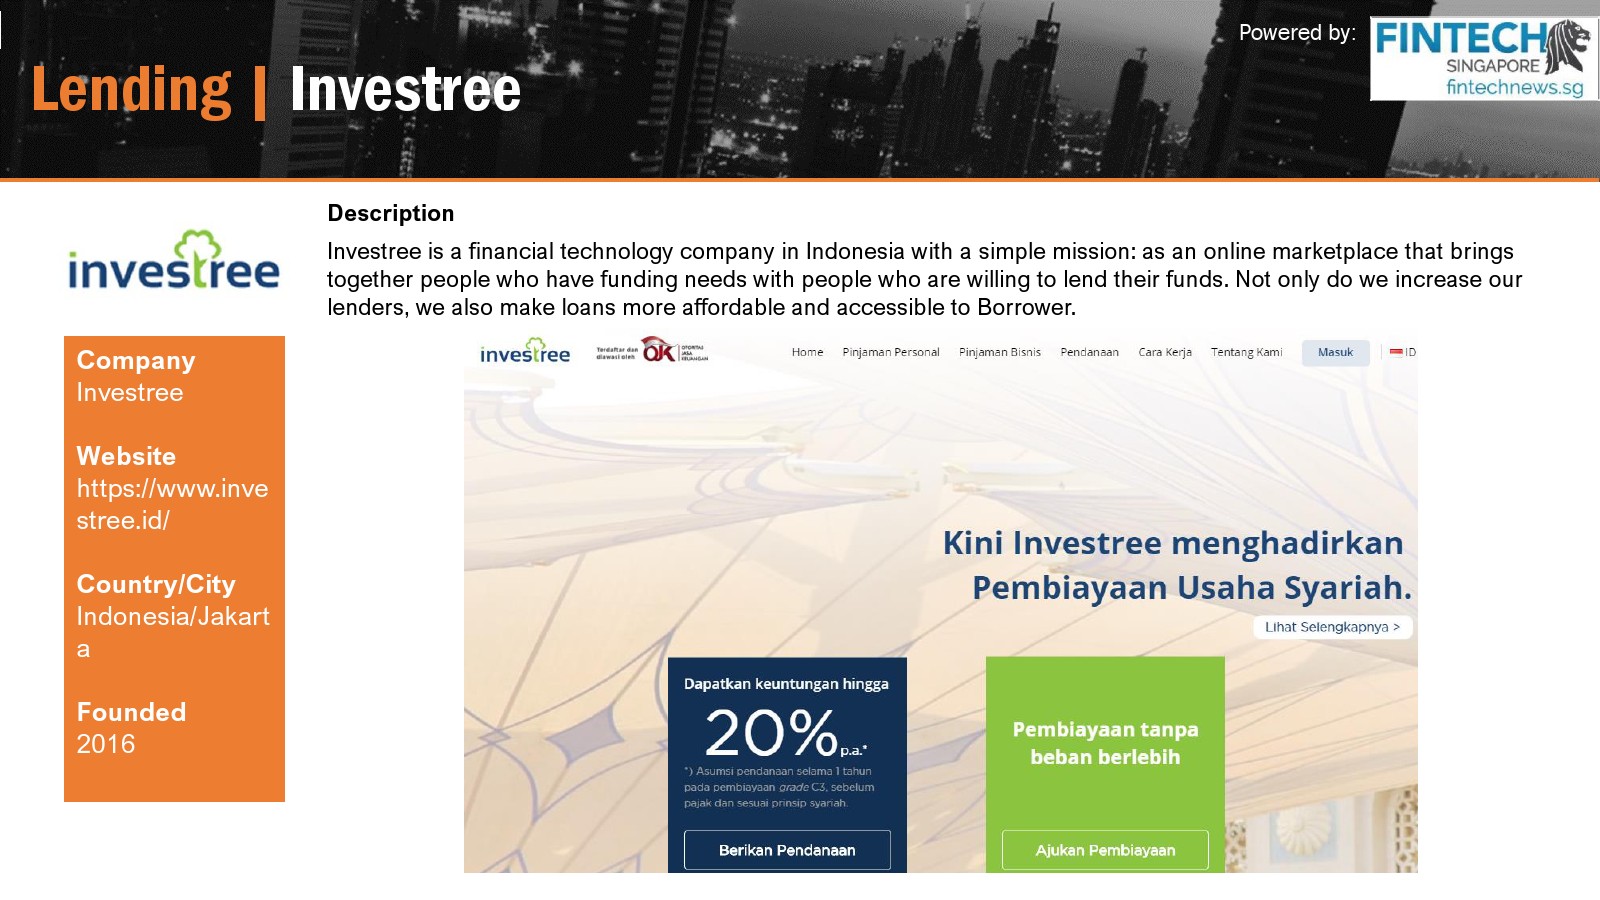 Lending | Investree
Powered by:
FINTECH
SINGAPORE
fintechnews.sg
investree
Company
Investree
Website
https://www.inve
stree.id/
Country/City
Indonesia/Jakart
a
Founded
2016
Description
Investree is a financial technology company in Indonesia with a simple mission: as an online marketplace that brings
together people who have funding needs with people who are willing to lend their funds. Not only do we increase our
lenders, we also make loans more affordable and accessible to Borrower.
investree
Terdaftar dan
diawasi oleh
OJK
OTORITAS
JASA
KEUANGAN
Home Pinjaman Personal Pinjaman Bisnis Pendanaan Cara Kerja Tentang Kami Masuk ID
Kini Investree menghadirkan
Pembiayaan Usaha Syariah.
Lihat Selengkapnya >
Dapatkan keuntungan hingga
20% p.a.*
*) Asumsi pendanaan selama 1 tahun
pada pembiayaan grade C3, sebelum
pajak dan sesuai prinsip syariah.
Berikan Pendanaan
Pembiayaan tanpa
beban berlebih
Ajukan Pembiayaan